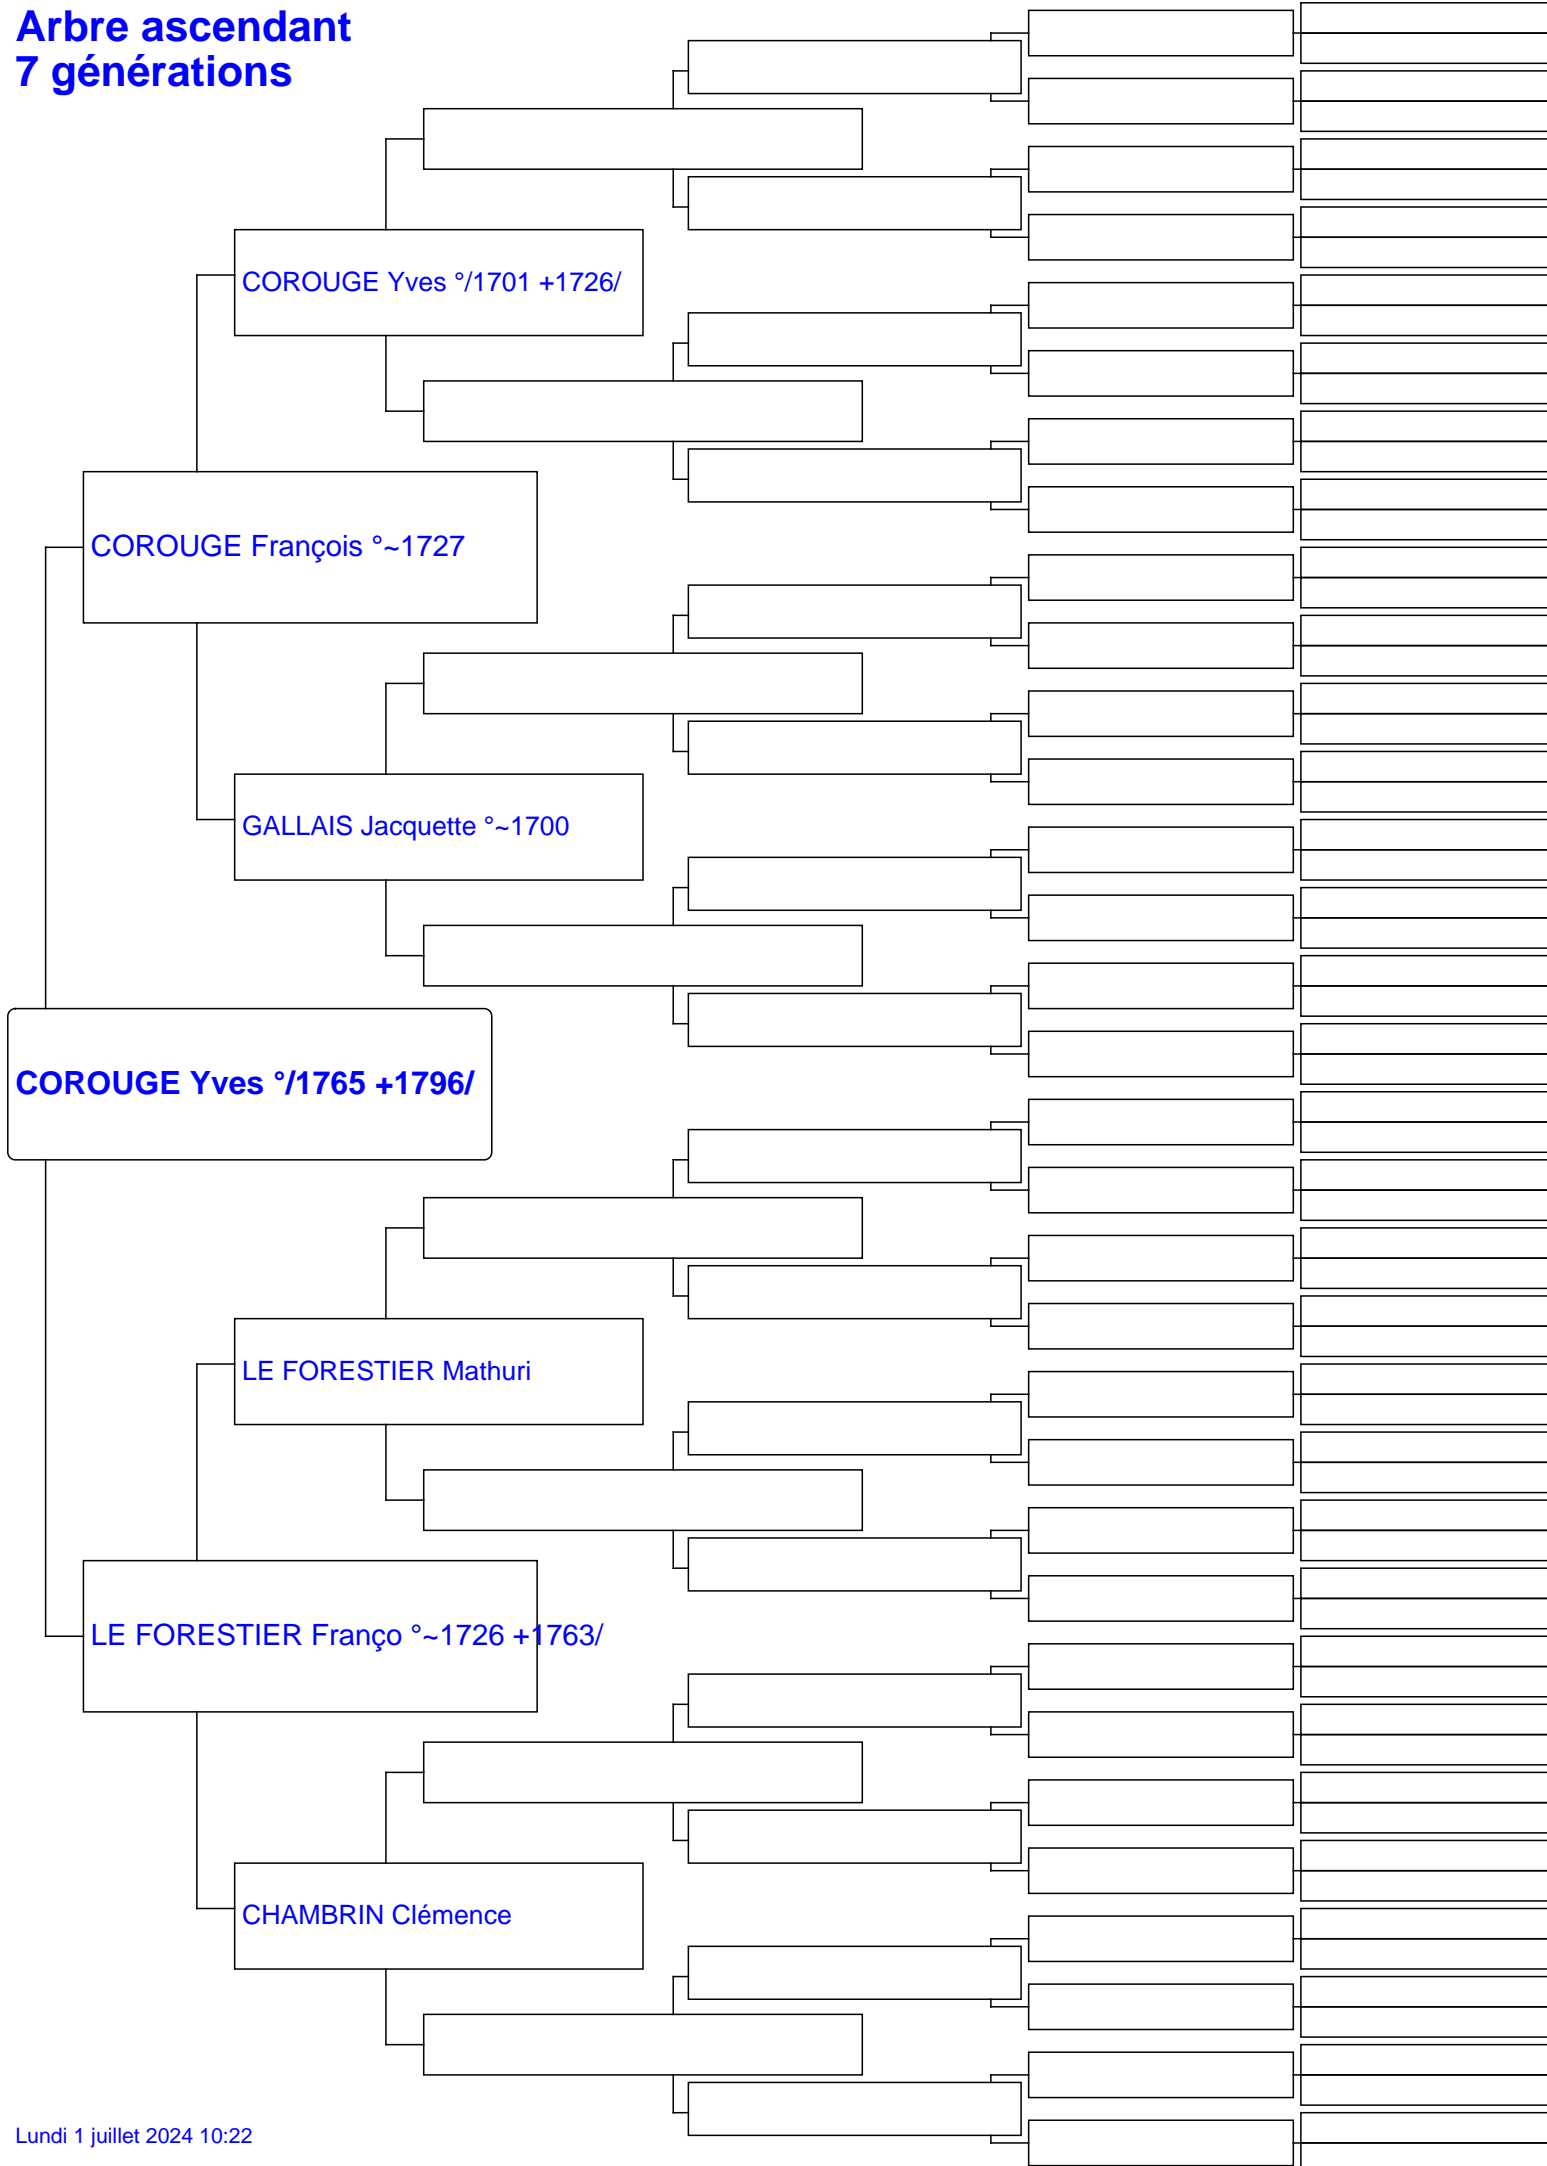 Arbre ascendant
7 générations
COROUGE Yves °/1701 +1726/
COROUGE François °~1727
GALLAIS Jacquette °~1700
COROUGE Yves °/1765 +1796/
LE FORESTIER Mathuri
LE FORESTIER Franço °~1726 +1763/
CHAMBRIN Clémence
Lundi 1 juillet 2024 10:22